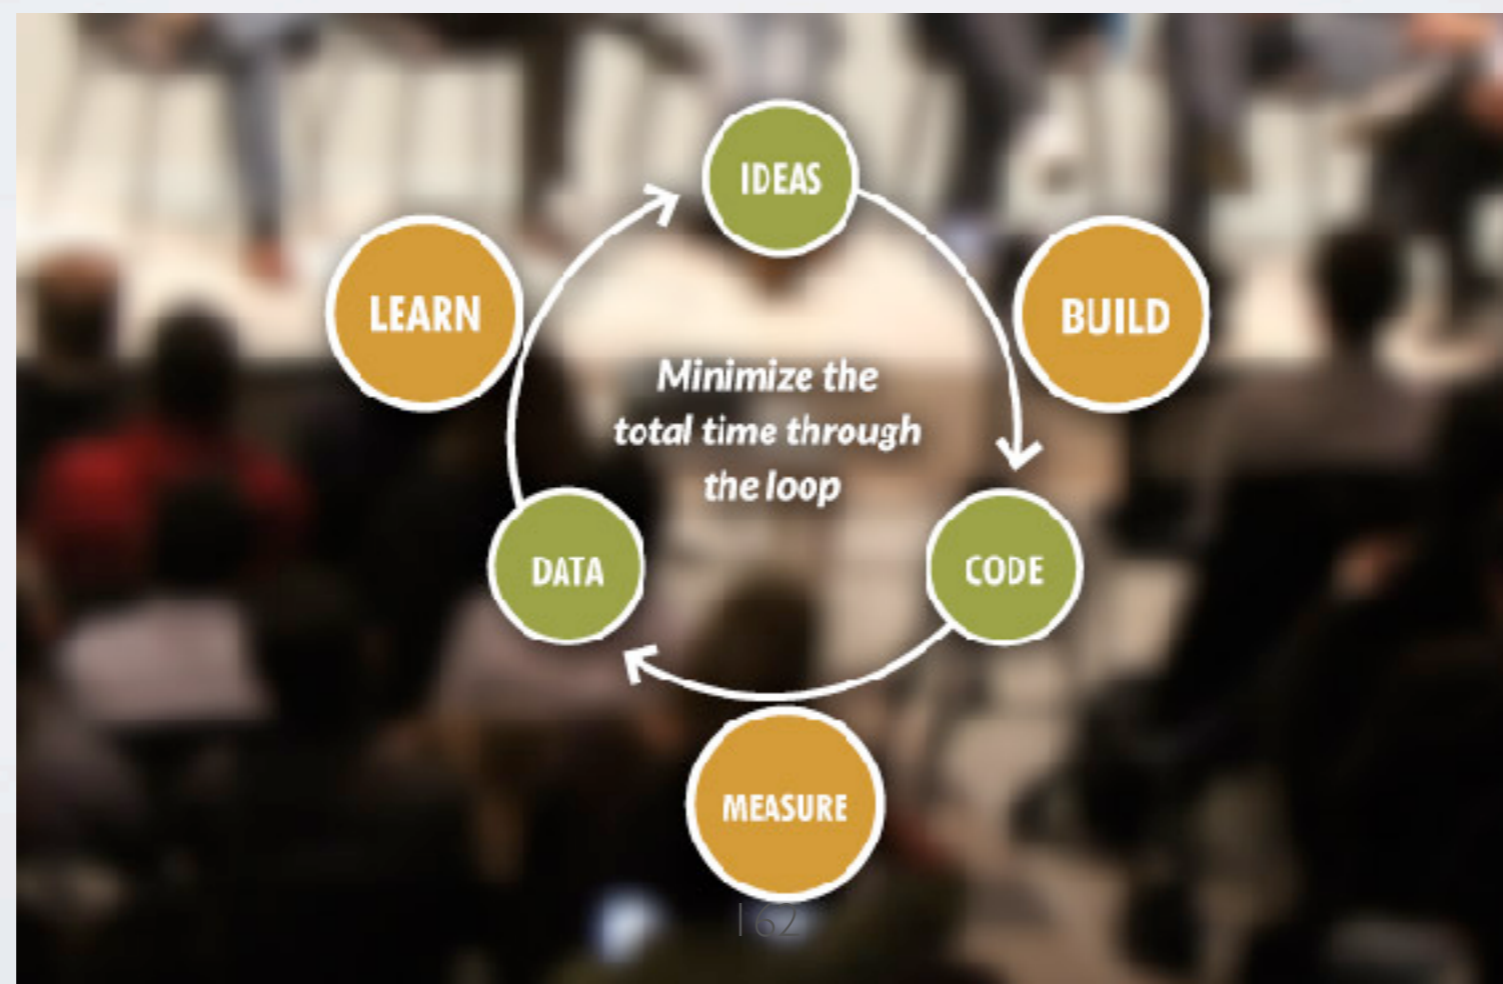 IDEAS
LEARN
BUILD
Minimize the
total time through
the loop
DATA
CODE
MEASURE
162